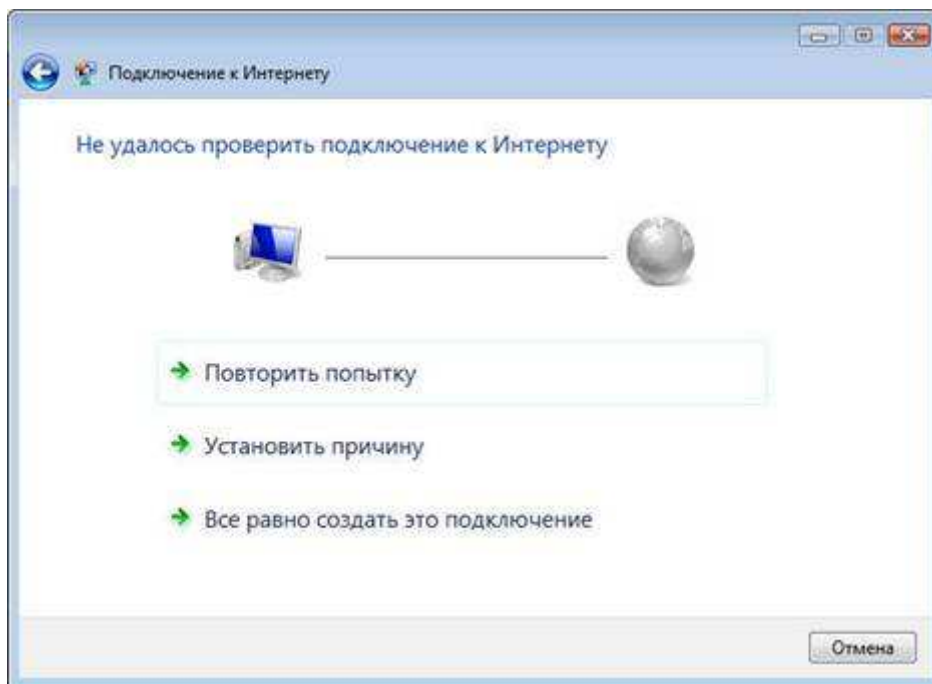 Подключение к Интернету
Не удалось проверить подключение к Интернету
Повторить попытку
Установить причину
Все равно создать это подключение
Отмена